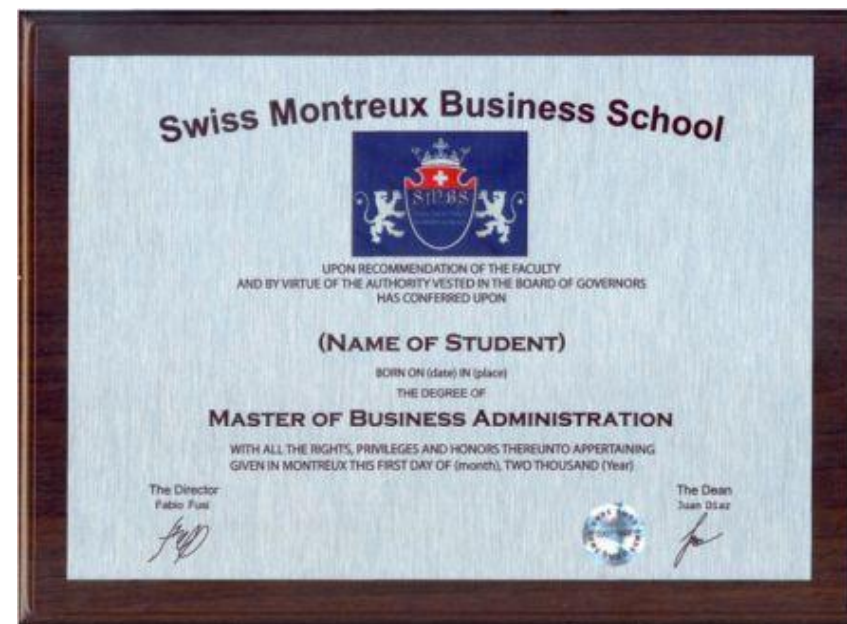 Swiss Montreux Business School
SMBS
UPON RECOMMENDATION OF THE FACULTY
AND BY VIRTUE OF THE AUTHORITY VESTED IN THE BOARD OF GOVERNORS
HAS CONFERRED UPON
(NAME OF STUDENT)
BORN ON (date) IN (place)
THE DEGREE OF
MASTER OF BUSINESS ADMINISTRATION
WITH ALL THE RIGHTS, PRIVILEGES AND HONORS THEREUNTO APPERTAINING
GIVEN IN MONTREUX THIS FIRST DAY OF (month), TWO THOUSAND (Year)
The Director
Fabio Fusi
The Dean
Juan Diaz